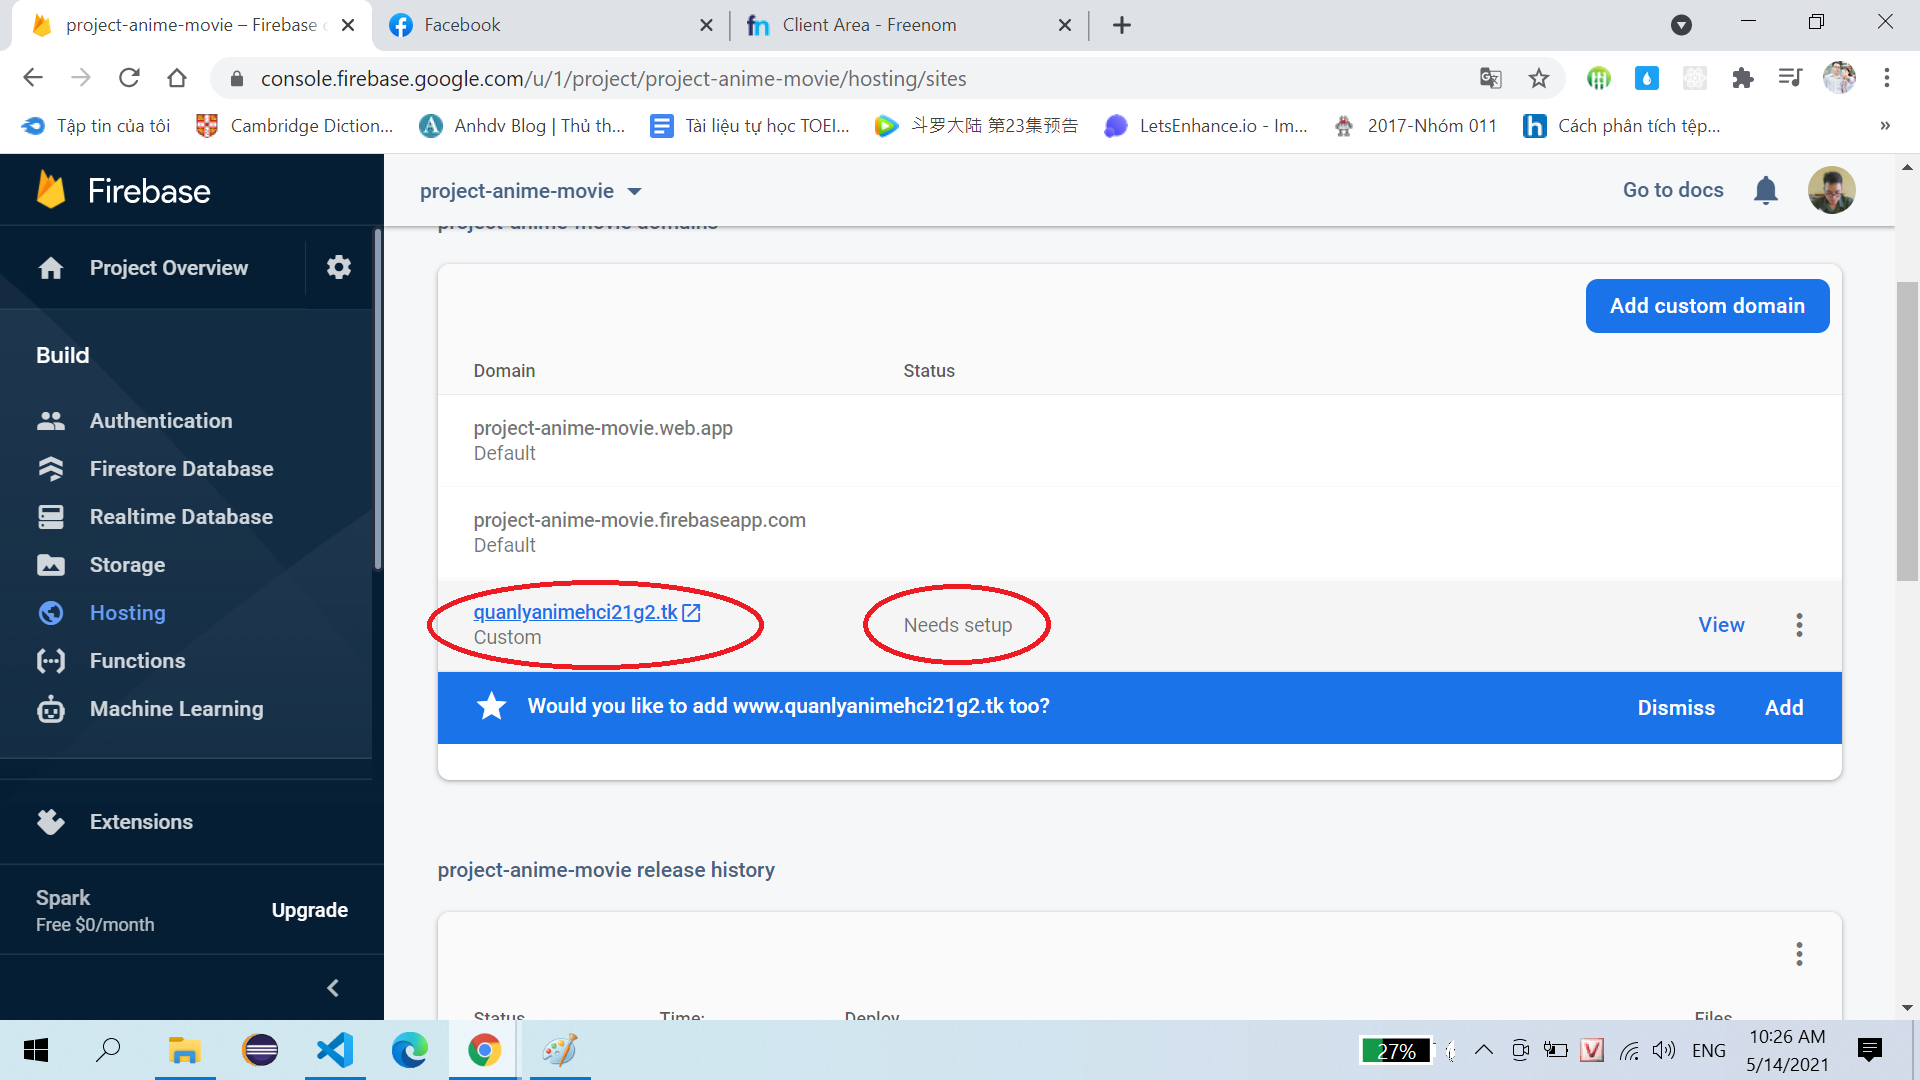 project-anime-movie – Firebase c
Facebook
Client Area - Freenom
console.firebase.google.com/u/1/project/project-anime-movie/hosting/sites
Tập tin của tôi
Cambridge Diction...
Anhdv Blog | Thủ th...
Tài liệu tự học TOEI...
斗罗大陆 第23集预告
LetsEnhance.io - Im...
2017-Nhóm 011
Cách phân tích tệp...
»
Firebase
project-anime-movie
Go to docs
project-anime-movie domains
Project Overview
Add custom domain
Build
Domain
Status
Authentication
project-anime-movie.web.app
Default
Firestore Database
Realtime Database
project-anime-movie.firebaseapp.com
Default
Storage
Hosting
quanlyanimehci21g2.tk
Custom
Needs setup
View
Functions
Machine Learning
Would you like to add www.quanlyanimehci21g2.tk too?
Dismiss
Add
Extensions
project-anime-movie release history
Spark
Free $0/month
Upgrade
Status
Time:
Deploy
Files
27%
ENG
10:26 AM
5/14/2021